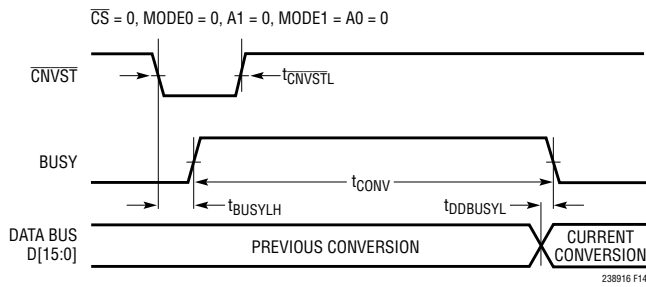 CS = 0, MODE0 = 0, A1 = 0, MODE1 = A0 = 0
CNVST
tCNVSTL
BUSY
tCONV
tBUSYLH
tDDBUSYL
DATA BUS
D[15:0]
PREVIOUS CONVERSION
CURRENT
CONVERSION
238916 F14